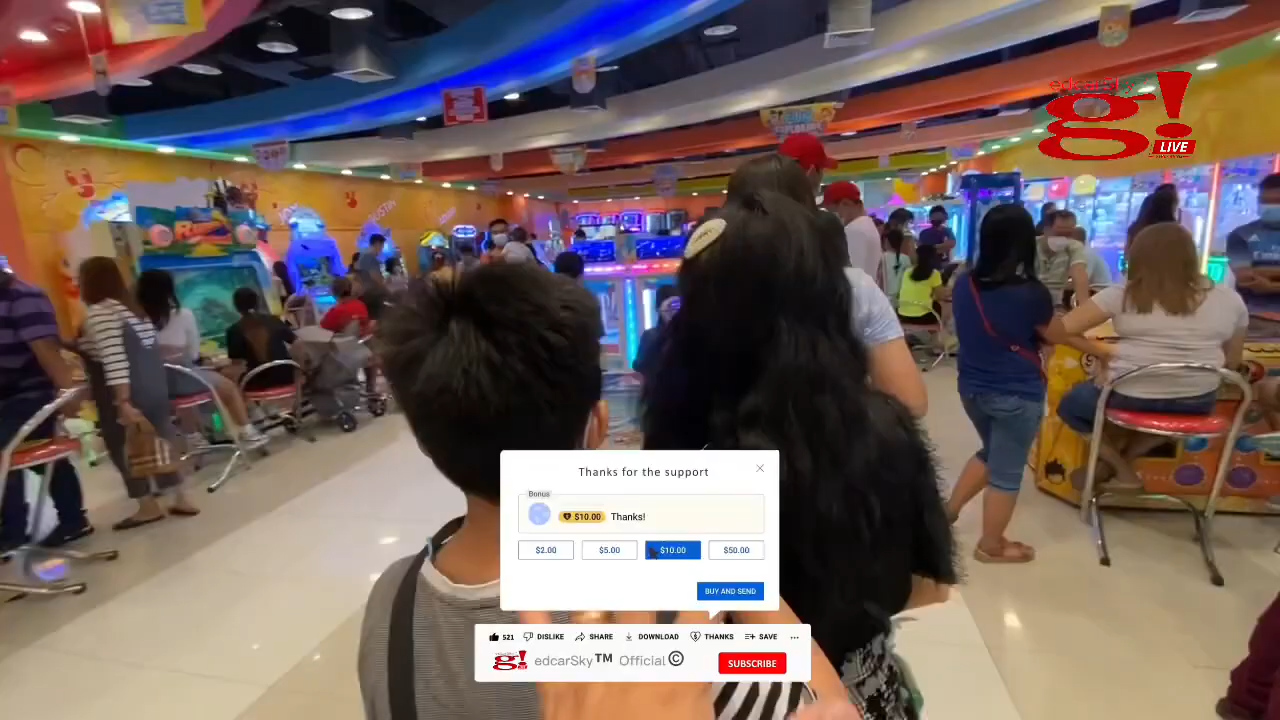 edcarSky
g!
LIVE
Thanks for the support
Bonus
$10.00 Thanks!
$2.00 $5.00 $10.00 $50.00
BUY AND SEND
521 DISLIKE SHARE DOWNLOAD THANKS SAVE ...
g! edcarSky™ Official ©
SUBSCRIBE